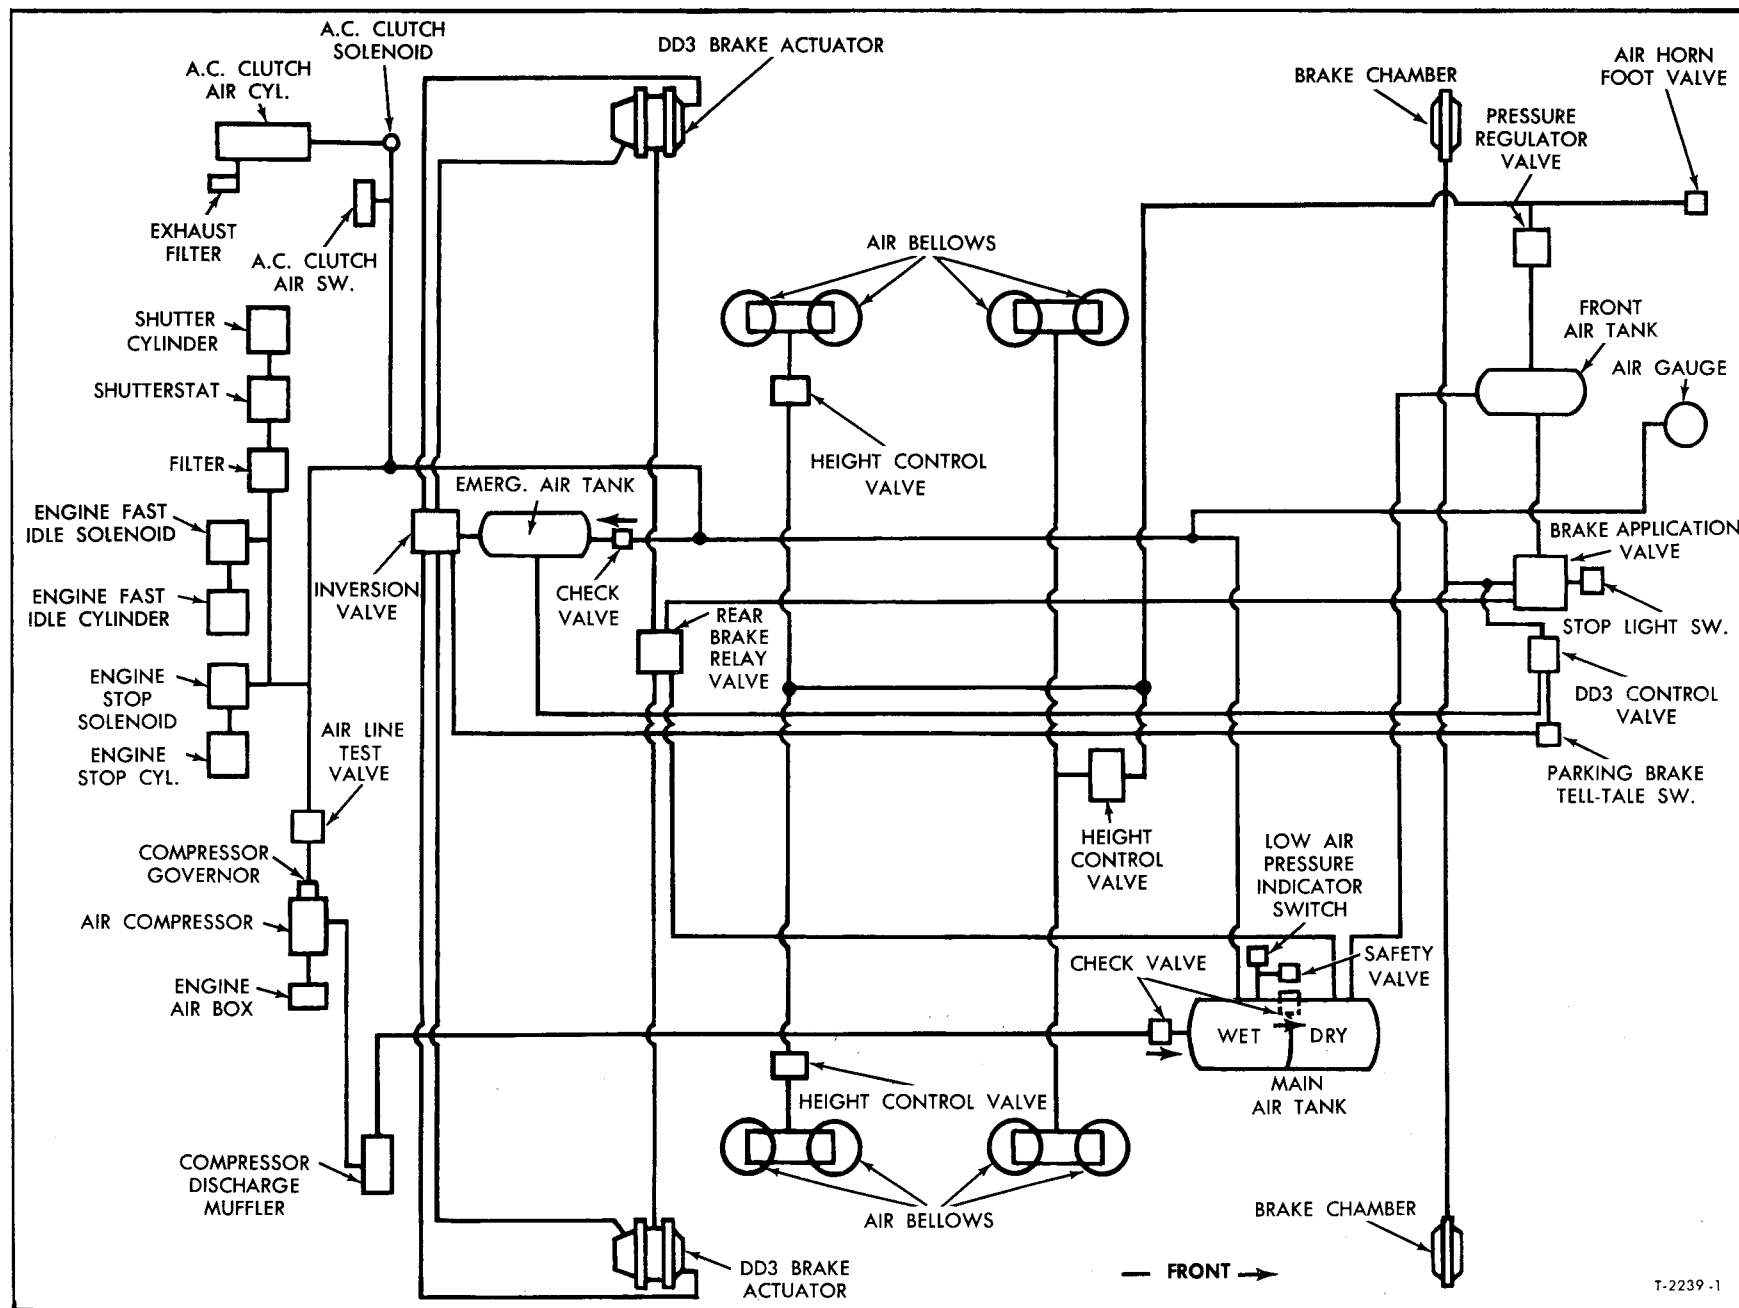 A.C. CLUTCH
SOLENOID
A.C. CLUTCH
AIR CYL.
DD3 BRAKE ACTUATOR
BRAKE CHAMBER
AIR HORN
FOOT VALVE
PRESSURE
REGULATOR
VALVE
EXHAUST
FILTER
A.C. CLUTCH
AIR SW.
AIR BELLOWS
SHUTTER
CYLINDER
FRONT
AIR TANK
SHUTTERSTAT
AIR GAUGE
FILTER
HEIGHT CONTROL
VALVE
EMERG. AIR TANK
ENGINE FAST
IDLE SOLENOID
BRAKE APPLICATION
VALVE
INVERSION
VALVE
CHECK
VALVE
ENGINE FAST
IDLE CYLINDER
REAR
BRAKE
RELAY
VALVE
STOP LIGHT SW.
ENGINE
STOP
SOLENOID
DD3 CONTROL
VALVE
AIR LINE
TEST
VALVE
ENGINE
STOP CYL.
PARKING BRAKE
TELL-TALE SW.
HEIGHT
CONTROL
VALVE
LOW AIR
PRESSURE
INDICATOR
SWITCH
COMPRESSOR
GOVERNOR
AIR COMPRESSOR
CHECK VALVE
SAFETY
VALVE
ENGINE
AIR BOX
WET
DRY
MAIN
AIR TANK
HEIGHT CONTROL VALVE
COMPRESSOR
DISCHARGE
MUFFLER
AIR BELLOWS
BRAKE CHAMBER
DD3 BRAKE
ACTUATOR
FRONT
T-2239-1